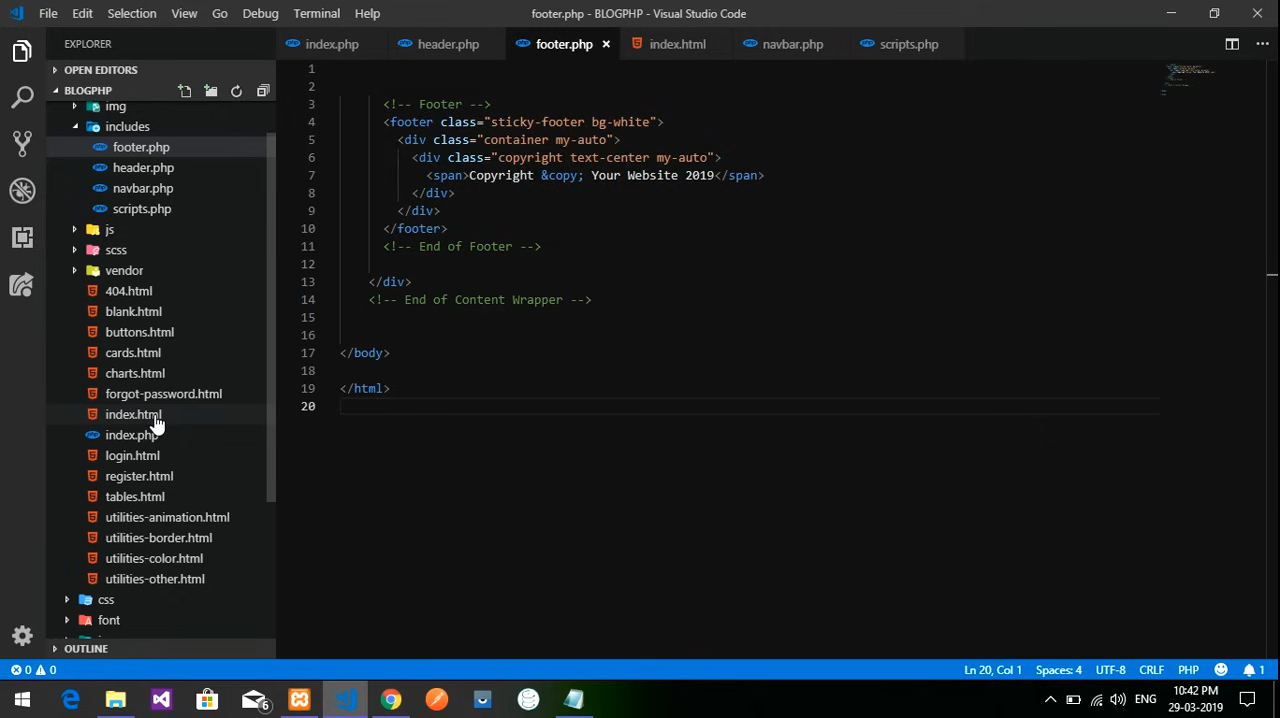 File Edit Selection View Go Debug Terminal Help
footer.php - BLOGPHP - Visual Studio Code
EXPLORER
OPEN EDITORS
BLOGPHP
img
includes
footer.php
header.php
navbar.php
scripts.php
js
scss
vendor
404.html
blank.html
buttons.html
cards.html
charts.html
forgot-password.html
index.html
index.php
login.html
register.html
tables.html
utilities-animation.html
utilities-border.html
utilities-color.html
utilities-other.html
css
font
OUTLINE
index.php header.php footer.php index.html navbar.php scripts.php
1
2
3 <!-- Footer -->
4 <footer class="sticky-footer bg-white">
5 <div class="container my-auto">
6 <div class="copyright text-center my-auto">
7 <span>Copyright &copy; Your Website 2019</span>
8 </div>
9 </div>
10 </footer>
11 <!-- End of Footer -->
12
13 </div>
14 <!-- End of Content Wrapper -->
15
16
17 </body>
18
19 </html>
20
0 0 Ln 20, Col 1 Spaces: 4 UTF-8 CRLF PHP 1
6 ENG 10:42 PM
29-03-2019